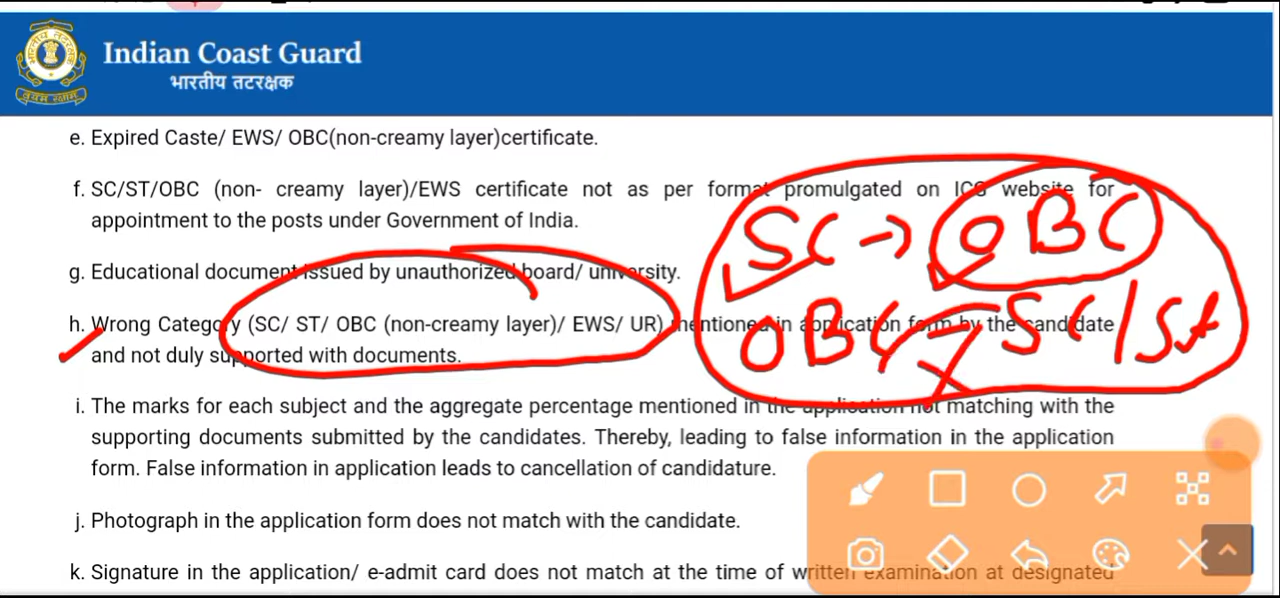 Indian Coast Guard
भारतीय तटरक्षक
e. Expired Caste/ EWS/ OBC(non-creamy layer)certificate.
f. SC/ST/OBC (non- creamy layer)/EWS certificate not as per format promulgated on ICG website for
appointment to the posts under Government of India.
SC → OBC
g. Educational document issued by unauthorized board/ university.
h. Wrong Category (SC/ ST/ OBC (non-creamy layer)/ EWS/ UR) mentioned in application form by the candidate
OBC SC/St
and not duly supported with documents.
i. The marks for each subject and the aggregate percentage mentioned in the application not matching with the
supporting documents submitted by the candidates. Thereby, leading to false information in the application
form. False information in application leads to cancellation of candidature.
j. Photograph in the application form does not match with the candidate.
k. Signature in the application/ e-admit card does not match at the time of written examination at designated